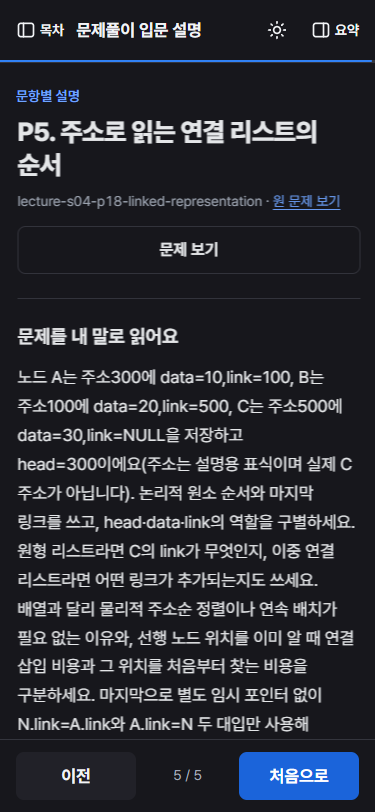 목차 문제풀이 입문 설명 요약
문항별 설명
P5. 주소로 읽는 연결 리스트의
순서
lecture-s04-p18-linked-representation · 원 문제 보기
문제 보기
문제를 내 말로 읽어요
노드 A는 주소300에 data=10,link=100, B는
주소100에 data=20,link=500, C는 주소500에
data=30,link=NULL을 저장하고
head=300이에요(주소는 설명용 표식이며 실제 C
주소가 아닙니다). 논리적 원소 순서와 마지막
링크를 쓰고, head·data·link의 역할을 구별하세요.
원형 리스트라면 C의 link가 무엇인지, 이중 연결
리스트라면 어떤 링크가 추가되는지도 쓰세요.
배열과 달리 물리적 주소순 정렬이나 연속 배치가
필요 없는 이유와, 선행 노드 위치를 이미 알 때 연결
삽입 비용과 그 위치를 처음부터 찾는 비용을
구분하세요. 마지막으로 별도 임시 포인터 없이
N.link=A.link와 A.link=N 두 대입만 사용해
이전
5 / 5
처음으로